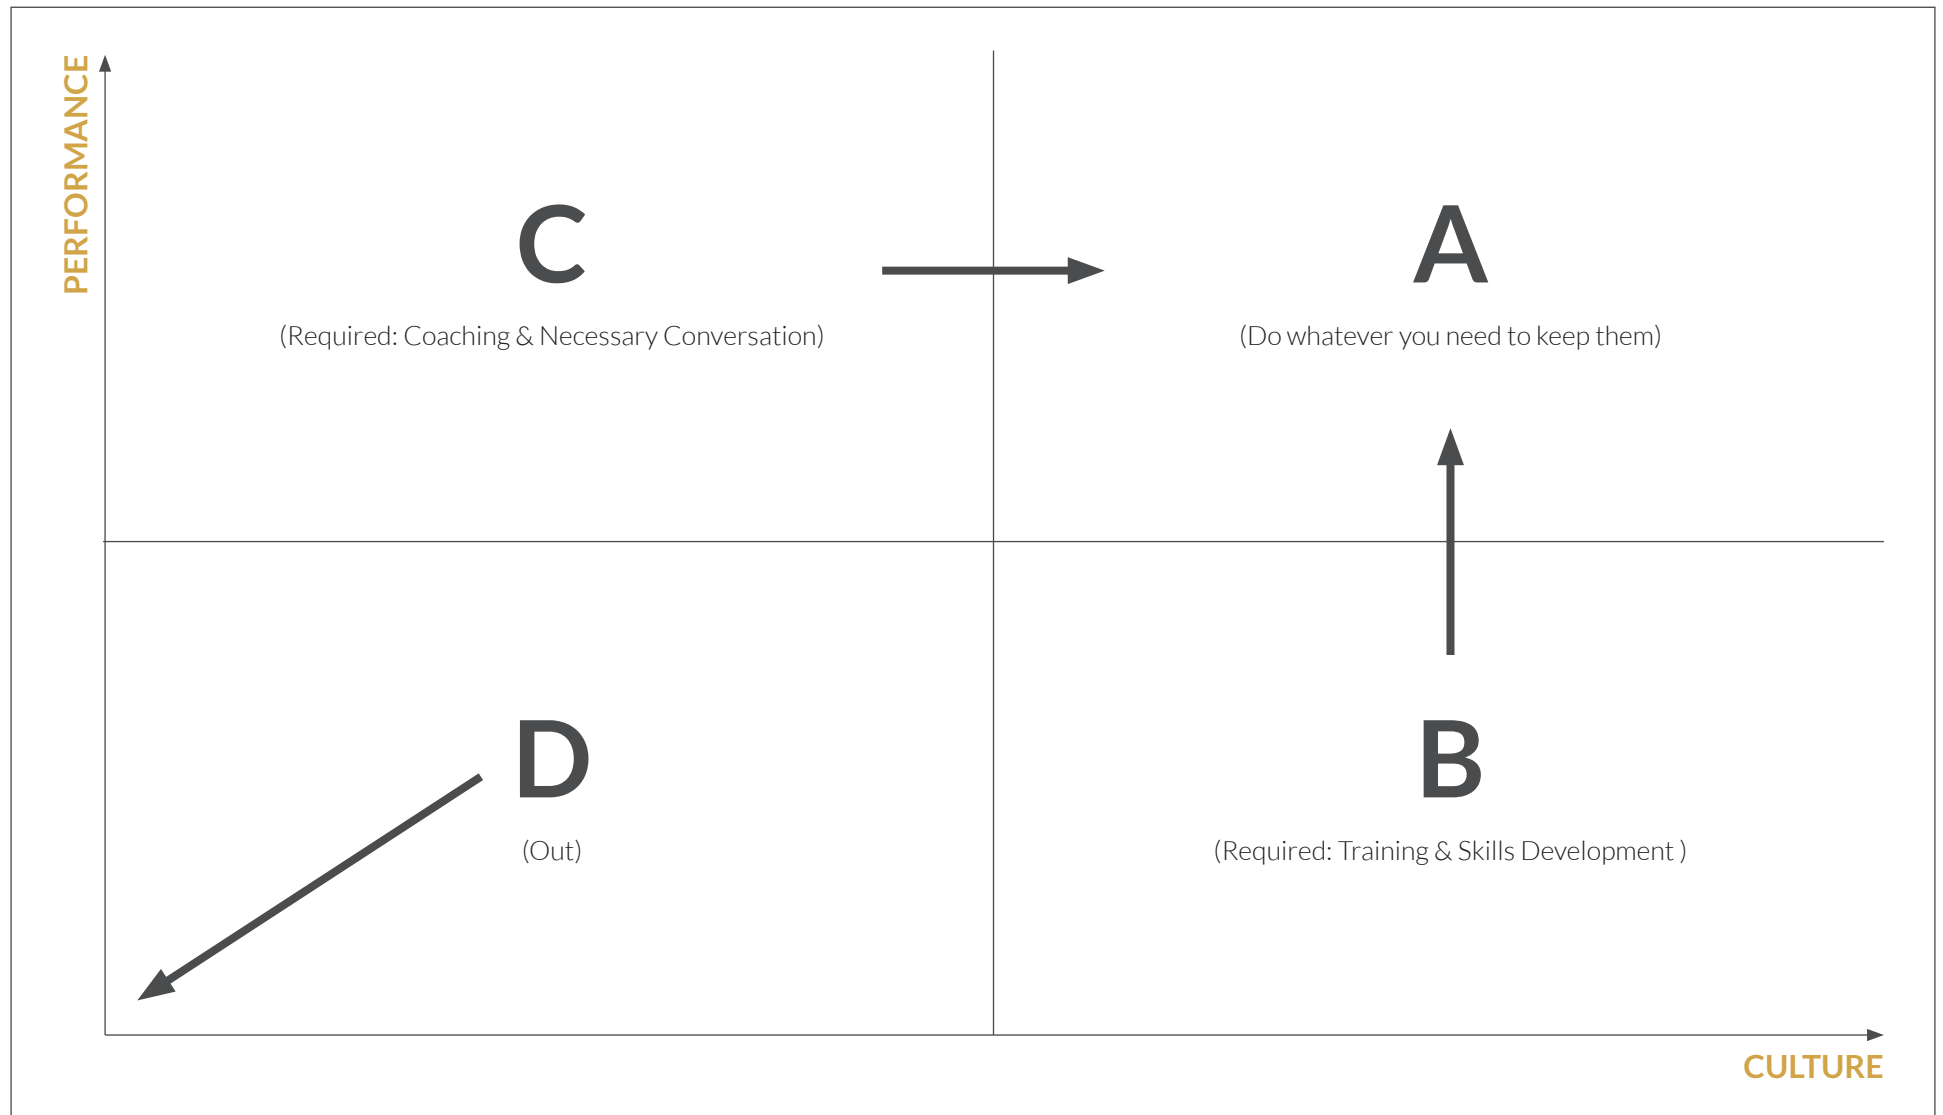 PERFORMANCE
C
(Required: Coaching & Necessary Conversation)
A
(Do whatever you need to keep them)
D
(Out)
B
(Required: Training & Skills Development )
CULTURE